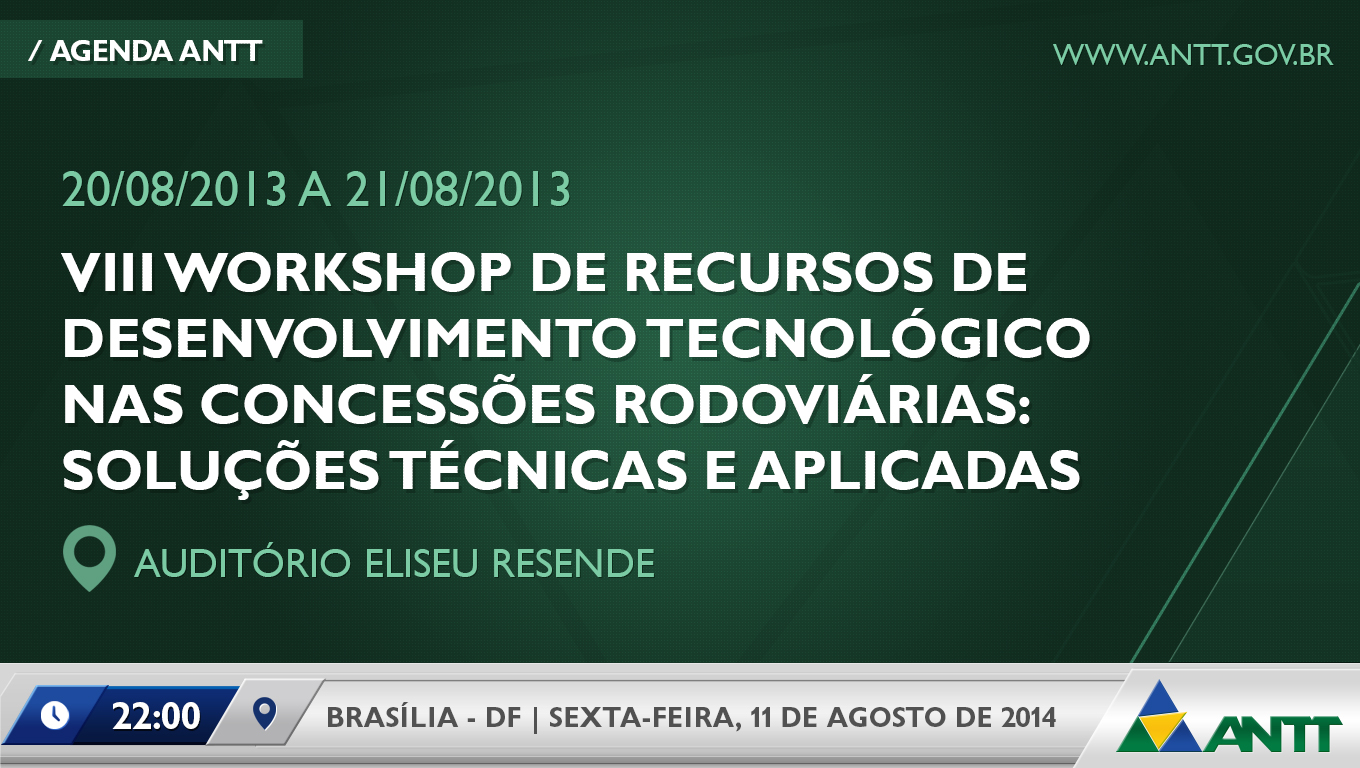 / AGENDA ANTT
WWW.ANTT.GOV.BR
20/08/2013 A 21/08/2013
VIII WORKSHOP DE RECURSOS DE
DESENVOLVIMENTO TECNOLÓGICO
NAS CONCESSÕES RODOVIÁRIAS:
SOLUÇÕES TÉCNICAS E APLICADAS
AUDITÓRIO ELISEU RESENDE
22:00
BRASÍLIA - DF | SEXTA-FEIRA, 11 DE AGOSTO DE 2014
ANTT